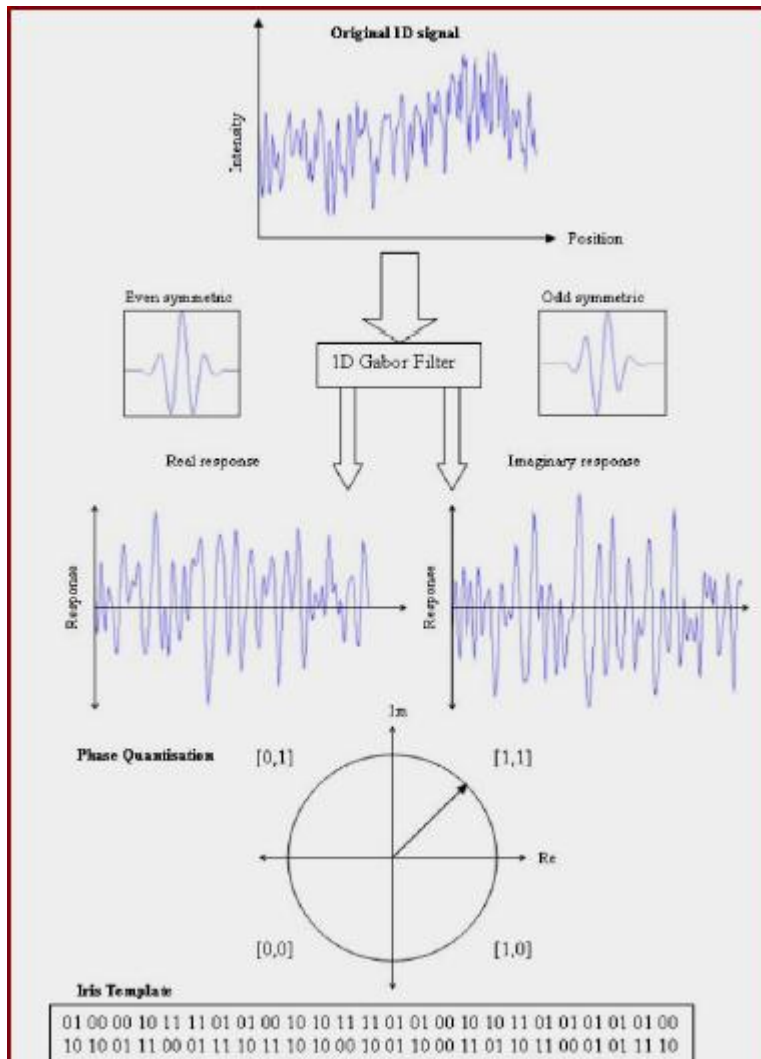 Original 1D signal
Intensity
Position
Even symmetric
Odd symmetric
1D Gabor Filter
Real response
Imaginary response
Response
Response
Im
Phase Quantisation
[0,1]
[1,1]
Re
[0,0]
[1,0]
Iris Template
01 00 00 10 11 11 01 01 00 10 10 11 11 01 01 00 10 10 11 01 01 01 01 01 00
10 10 01 11 00 01 11 10 11 10 10 00 10 01 10 00 11 01 10 11 00 01 01 11 10